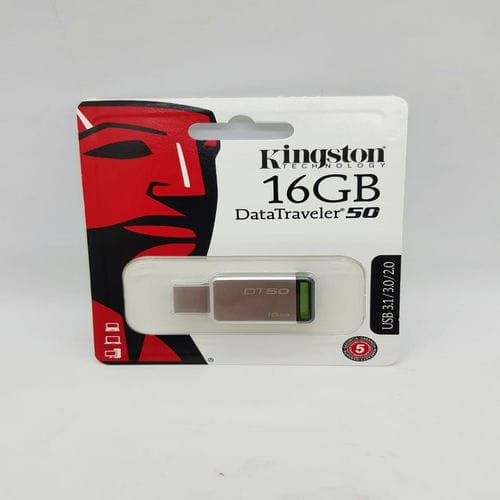 Kingston
TECHNOLOGY
16GB
DataTraveler 50
DT50
16GB
USB 3.1/3.0/2.0
5